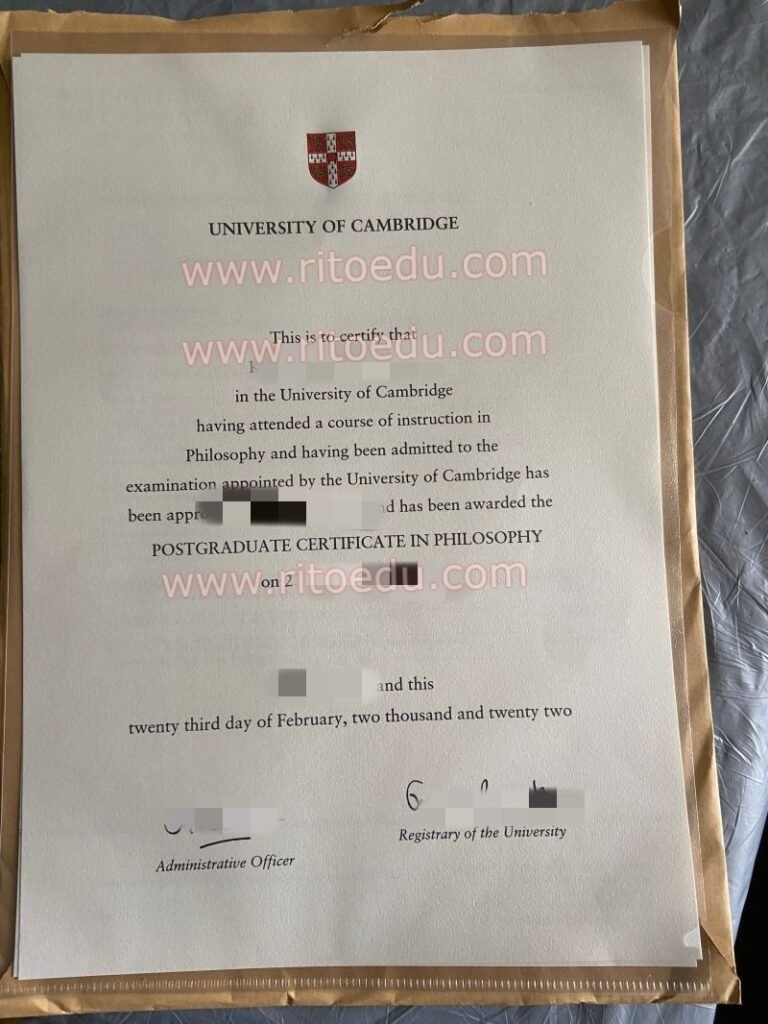 UNIVERSITY OF CAMBRIDGE
www.ritoedu.com
This is to certify that
www.ritoedu.com
K
in the University of Cambridge
having attended a course of instruction in
Philosophy and having been admitted to the
examination appointed by the University of Cambridge has
been and has been awarded the
POSTGRADUATE CERTIFICATE IN PHILOSOPHY
on 2
www.ritoedu.com
and this
twenty third day of February, two thousand and twenty two
Registrary of the University
Administrative Officer